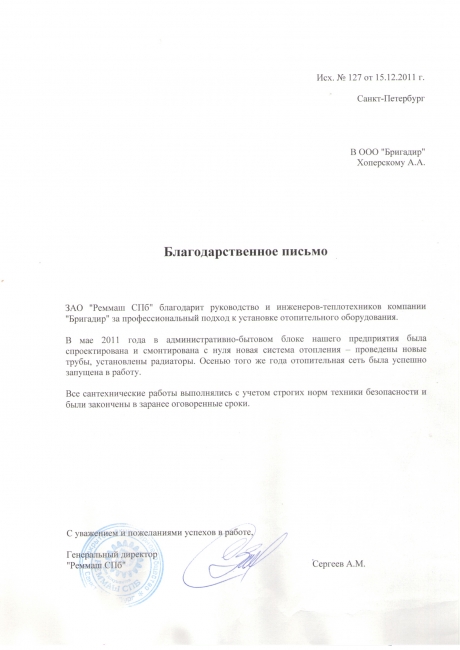 Исх. № 127 от 15.12.2011 г.
Санкт-Петербург
В ООО "Бригадир"
Хоперскому А.А.
Благодарственное письмо
ЗАО "Реммаш СПб" благодарит руководство и инженеров-теплотехников компании
"Бригадир" за профессиональный подход к установке отопительного оборудования.
В мае 2011 года в административно-бытовом блоке нашего предприятия была
спроектирована и смонтирована с нуля новая система отопления – проведены новые
трубы, установлены радиаторы. Осенью того же года отопительная сеть была успешно
запущена в работу.
Все сантехнические работы выполнялись с учетом строгих норм техники безопасности и
были закончены в заранее оговоренные сроки.
С уважением и пожеланиями успехов в работе,
Генеральный директор
"Реммаш СПб"
Сергеев А.М.